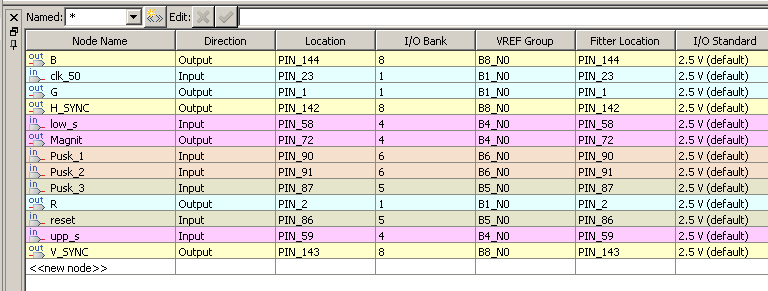 Named: * Edit:
Node Name Direction Location I/O Bank VREF Group Fitter Location I/O Standard
out B Output PIN_144 8 B8_N0 PIN_144 2.5 V (default)
in clk_50 Input PIN_23 1 B1_N0 PIN_23 2.5 V (default)
out G Output PIN_1 1 B1_N0 PIN_1 2.5 V (default)
out H_SYNC Output PIN_142 8 B8_N0 PIN_142 2.5 V (default)
in low_s Input PIN_58 4 B4_N0 PIN_58 2.5 V (default)
out Magnit Output PIN_72 4 B4_N0 PIN_72 2.5 V (default)
in Pusk_1 Input PIN_90 6 B6_N0 PIN_90 2.5 V (default)
in Pusk_2 Input PIN_91 6 B6_N0 PIN_91 2.5 V (default)
in Pusk_3 Input PIN_87 5 B5_N0 PIN_87 2.5 V (default)
out R Output PIN_2 1 B1_N0 PIN_2 2.5 V (default)
in reset Input PIN_86 5 B5_N0 PIN_86 2.5 V (default)
in upp_s Input PIN_59 4 B4_N0 PIN_59 2.5 V (default)
out V_SYNC Output PIN_143 8 B8_N0 PIN_143 2.5 V (default)
<<new node>>